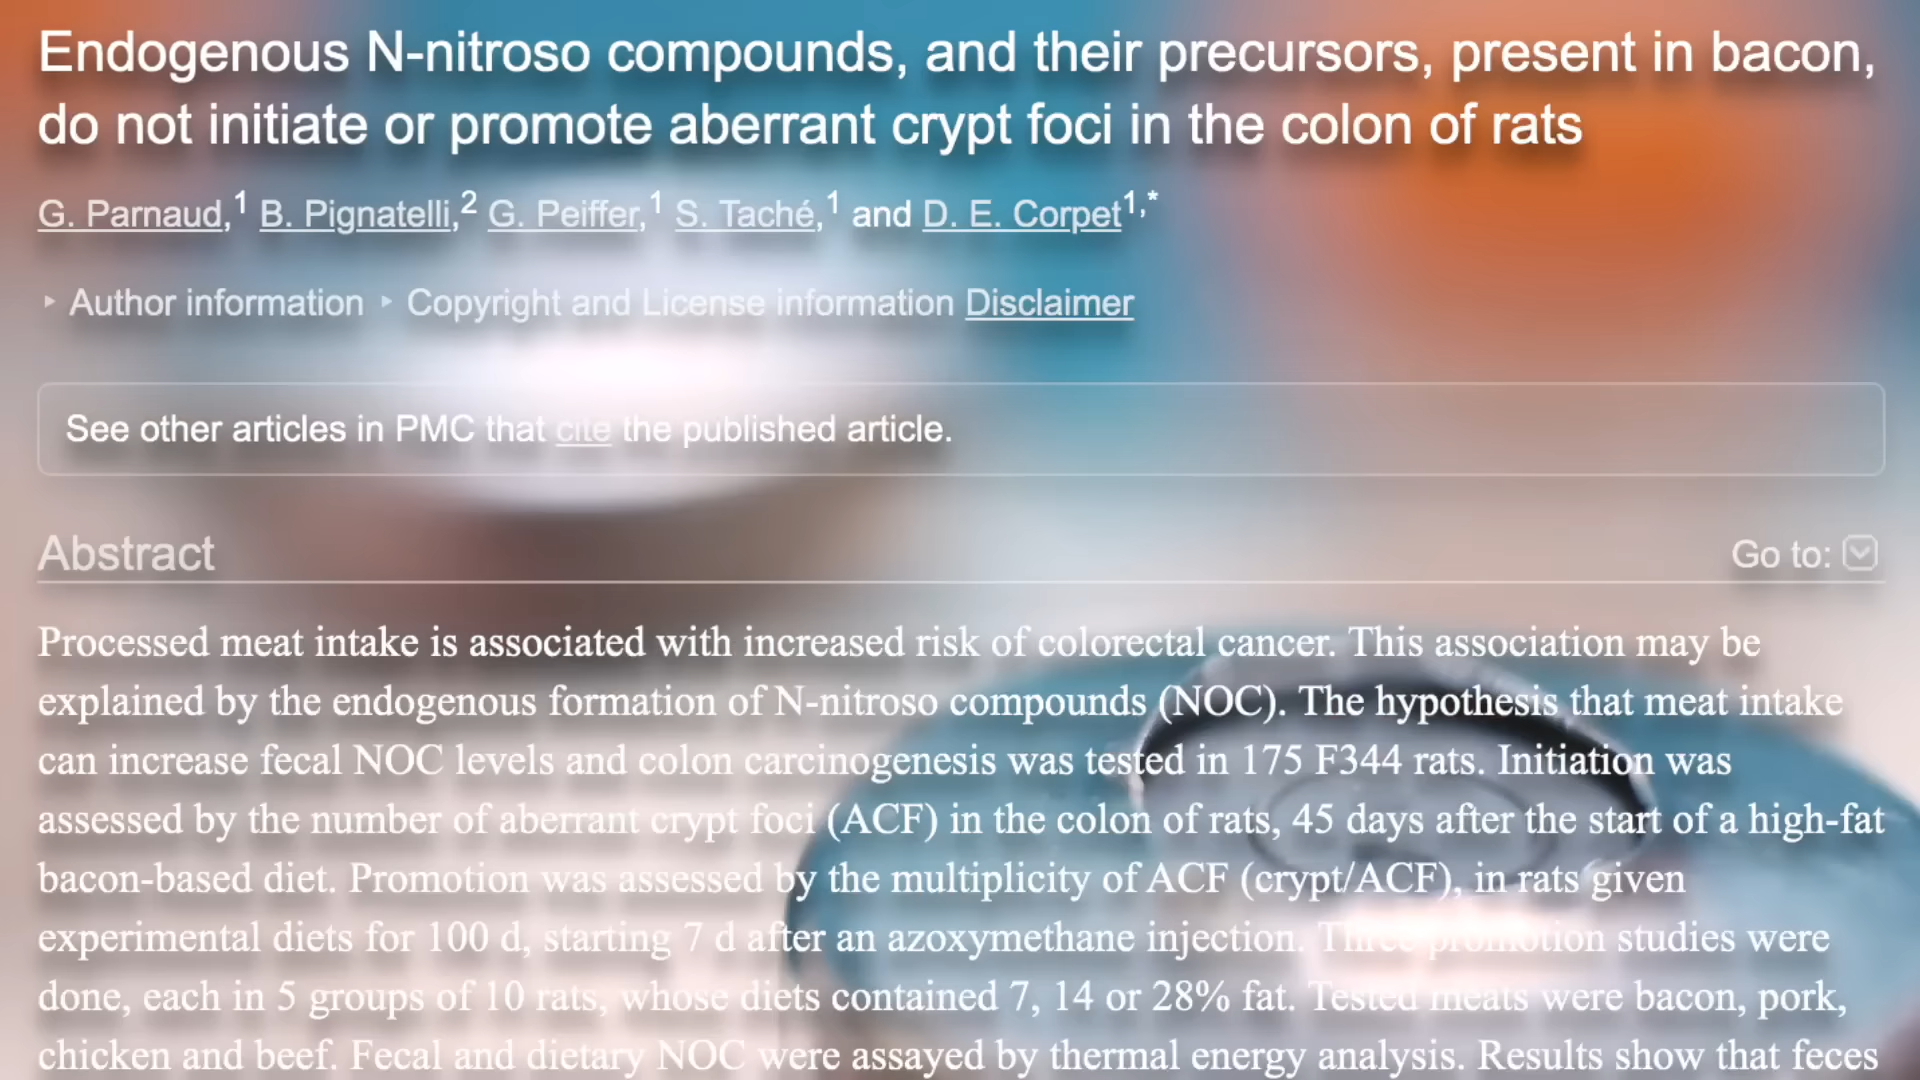 Endogenous N-nitroso compounds, and their precursors, present in bacon,
do not initiate or promote aberrant crypt foci in the colon of rats
G. Parnaud,1 B. Pignatelli,2 G. Peiffer,1 S. Taché,1 and D. E. Corpet1,*
▸ Author information ▸ Copyright and License information Disclaimer
See other articles in PMC that cite the published article.
Abstract
Go to:
Processed meat intake is associated with increased risk of colorectal cancer. This association may be
explained by the endogenous formation of N-nitroso compounds (NOC). The hypothesis that meat intake
can increase fecal NOC levels and colon carcinogenesis was tested in 175 F344 rats. Initiation was
assessed by the number of aberrant crypt foci (ACF) in the colon of rats, 45 days after the start of a high-fat
bacon-based diet. Promotion was assessed by the multiplicity of ACF (crypt/ACF), in rats given
experimental diets for 100 d, starting 7 d after an azoxymethane injection. Three promotion studies were
done, each in 5 groups of 10 rats, whose diets contained 7, 14 or 28% fat. Tested meats were bacon, pork,
chicken and beef. Fecal and dietary NOC were assayed by thermal energy analysis. Results show that feces